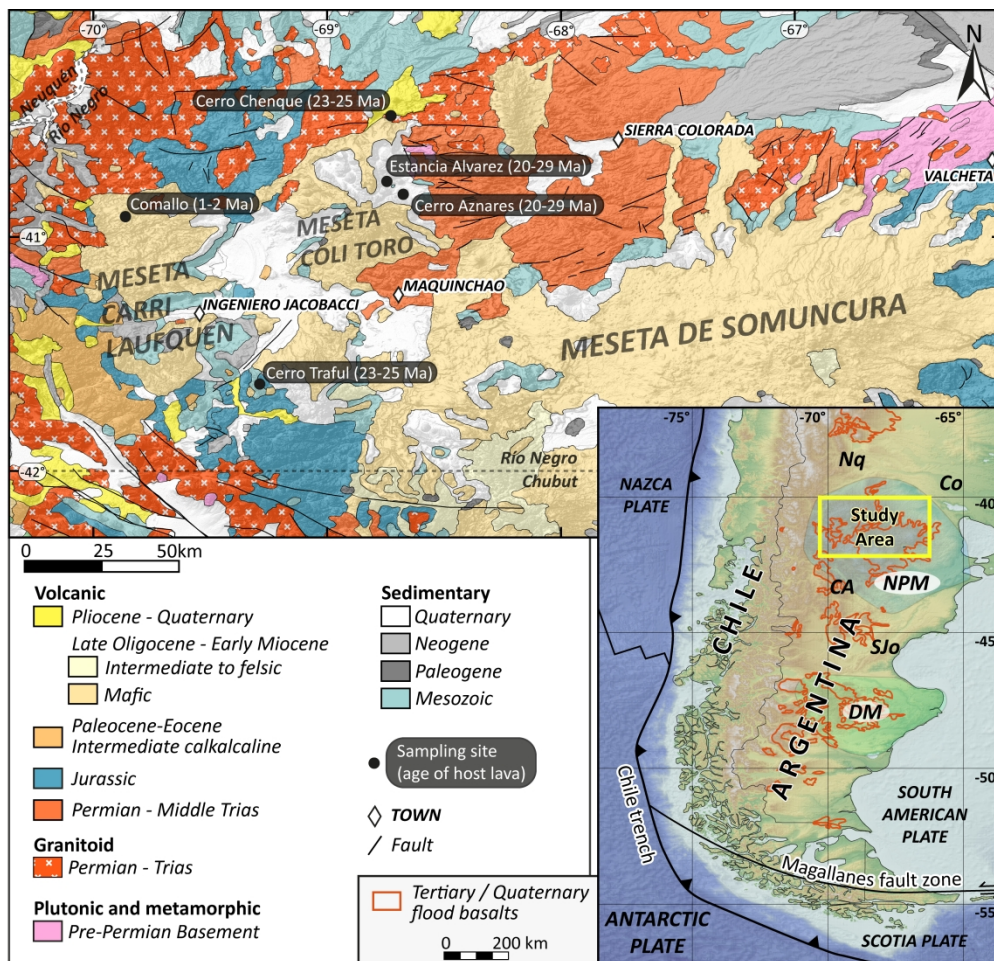 -70
-69
-68
-67
N
Neuquén
Río Negro
Cerro Chenque (23-25 Ma)
SIERRA COLORADA
Estancia Alvarez (20-29 Ma)
VALCHETA
Comallo (1-2 Ma)
Cerro Aznares (20-29 Ma)
-41
MESETA
COLI TORO
MESETA
CARRI
LAUFQUEN
MAQUINCHAO
INGENIERO JACOBACCI
MESETA DE SOMUNCURA
Cerro Traful (23-25 Ma)
-42
Río Negro
Chubut
0 25 50km
Volcanic
Pliocene - Quaternary
Late Oligocene - Early Miocene
Intermediate to felsic
Mafic
Paleocene-Eocene
Intermediate calkalcaline
Jurassic
Permian - Middle Trias
Granitoid
Permian - Trias
Plutonic and metamorphic
Pre-Permian Basement
Sedimentary
Quaternary
Neogene
Paleogene
Mesozoic
Sampling site
(age of host lava)
TOWN
Fault
Tertiary / Quaternary
flood basalts
0 200 km
-75
-70
-65
Nq
Co
NAZCA
PLATE
-40
Study
Area
CA
NPM
CHILE
ARGENTINA
-45
SJo
DM
-50
SOUTH
AMERICAN
PLATE
Chile trench
Magallanes fault zone
-55
ANTARCTIC
PLATE
SCOTIA PLATE